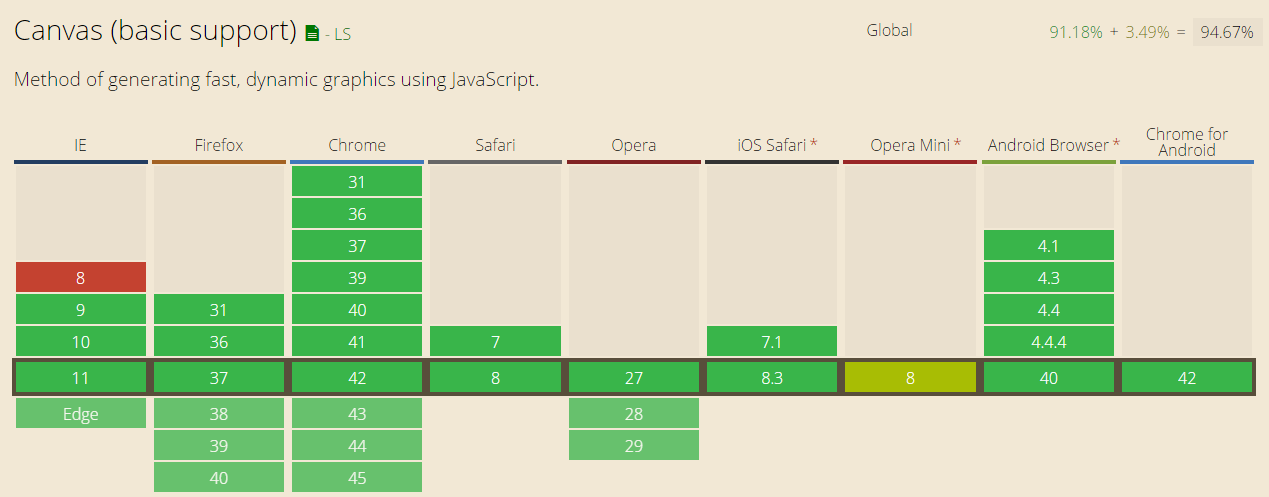 Canvas (basic support) - LS
Global 91.18% + 3.49% = 94.67%
Method of generating fast, dynamic graphics using JavaScript.
IE Firefox Chrome Safari Opera iOS Safari * Opera Mini * Android Browser * Chrome for Android
31
36
37 4.1
8 39 4.3
9 31 40 4.4
10 36 41 7 7.1 4.4.4
11 37 42 8 27 8.3 8 40 42
Edge 38 43 28
39 44 29
40 45